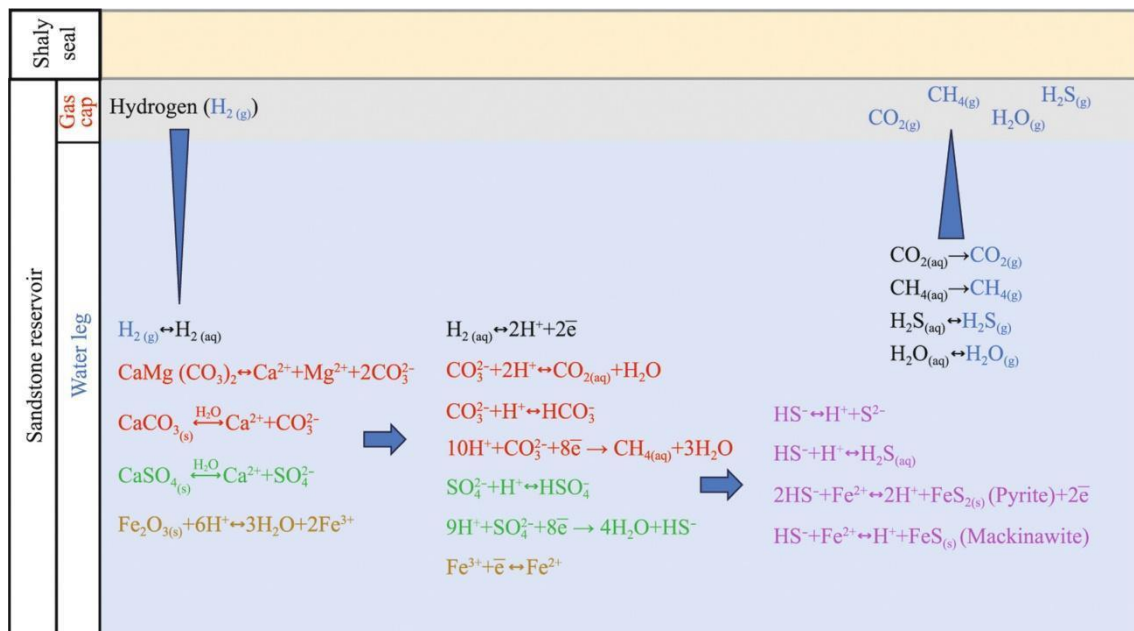 Shaly seal
Sandstone reservoir
Gas cap
Water leg
Hydrogen (H₂ (g))
H₂ (g)↔H₂ (aq)
CaMg (CO₃)₂↔Ca²⁺+Mg²⁺+2CO₃²⁻
CaCO₃(s) ⟷(H₂O) Ca²⁺+CO₃²⁻
CaSO₄(s) ⟷(H₂O) Ca²⁺+SO₄²⁻
Fe₂O₃(s)+6H⁺↔3H₂O+2Fe³⁺
H₂ (aq)↔2H⁺+2e̅
CO₃²⁻+2H⁺↔CO₂(aq)+H₂O
CO₃²⁻+H⁺↔HCO₃⁻
10H⁺+CO₃²⁻+8e̅ → CH₄(aq)+3H₂O
SO₄²⁻+H⁺↔HSO₄⁻
9H⁺+SO₄²⁻+8e̅ → 4H₂O+HS⁻
Fe³⁺+e̅ ↔Fe²⁺
CO₂(g) CH₄(g) H₂O(g) H₂S(g)
CO₂(aq)→CO₂(g)
CH₄(aq)→CH₄(g)
H₂S(aq)↔H₂S(g)
H₂O(aq)↔H₂O(g)
HS⁻↔H⁺+S²⁻
HS⁻+H⁺↔H₂S(aq)
2HS⁻+Fe²⁺↔2H⁺+FeS₂(s) (Pyrite)+2e̅
HS⁻+Fe²⁺↔H⁺+FeS(s) (Mackinawite)